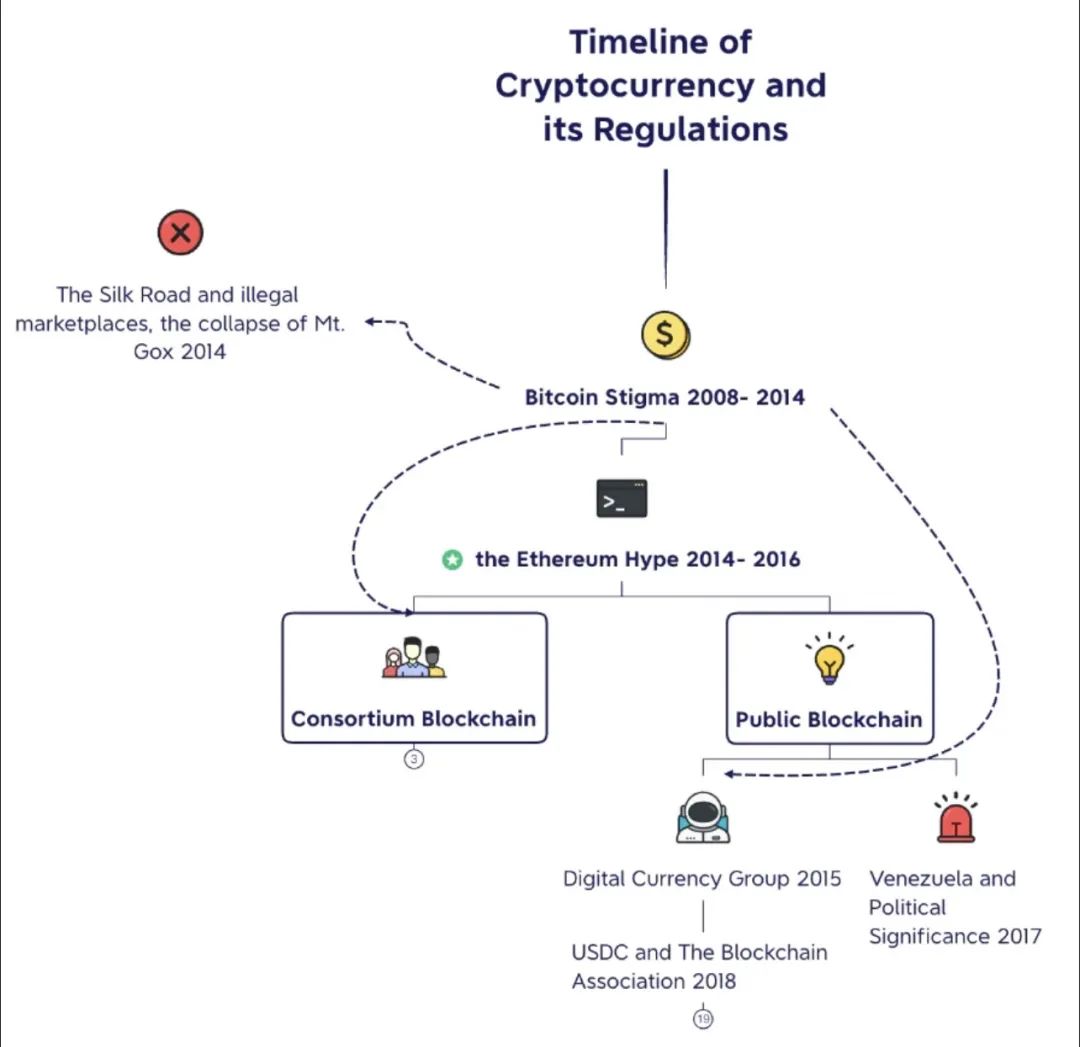 Timeline of
Cryptocurrency and
its Regulations
The Silk Road and illegal
marketplaces, the collapse of Mt.
Gox 2014
$
Bitcoin Stigma 2008- 2014
>_
the Ethereum Hype 2014- 2016
Consortium Blockchain
3
Public Blockchain
Digital Currency Group 2015
Venezuela and
Political
Significance 2017
USDC and The Blockchain
Association 2018
19